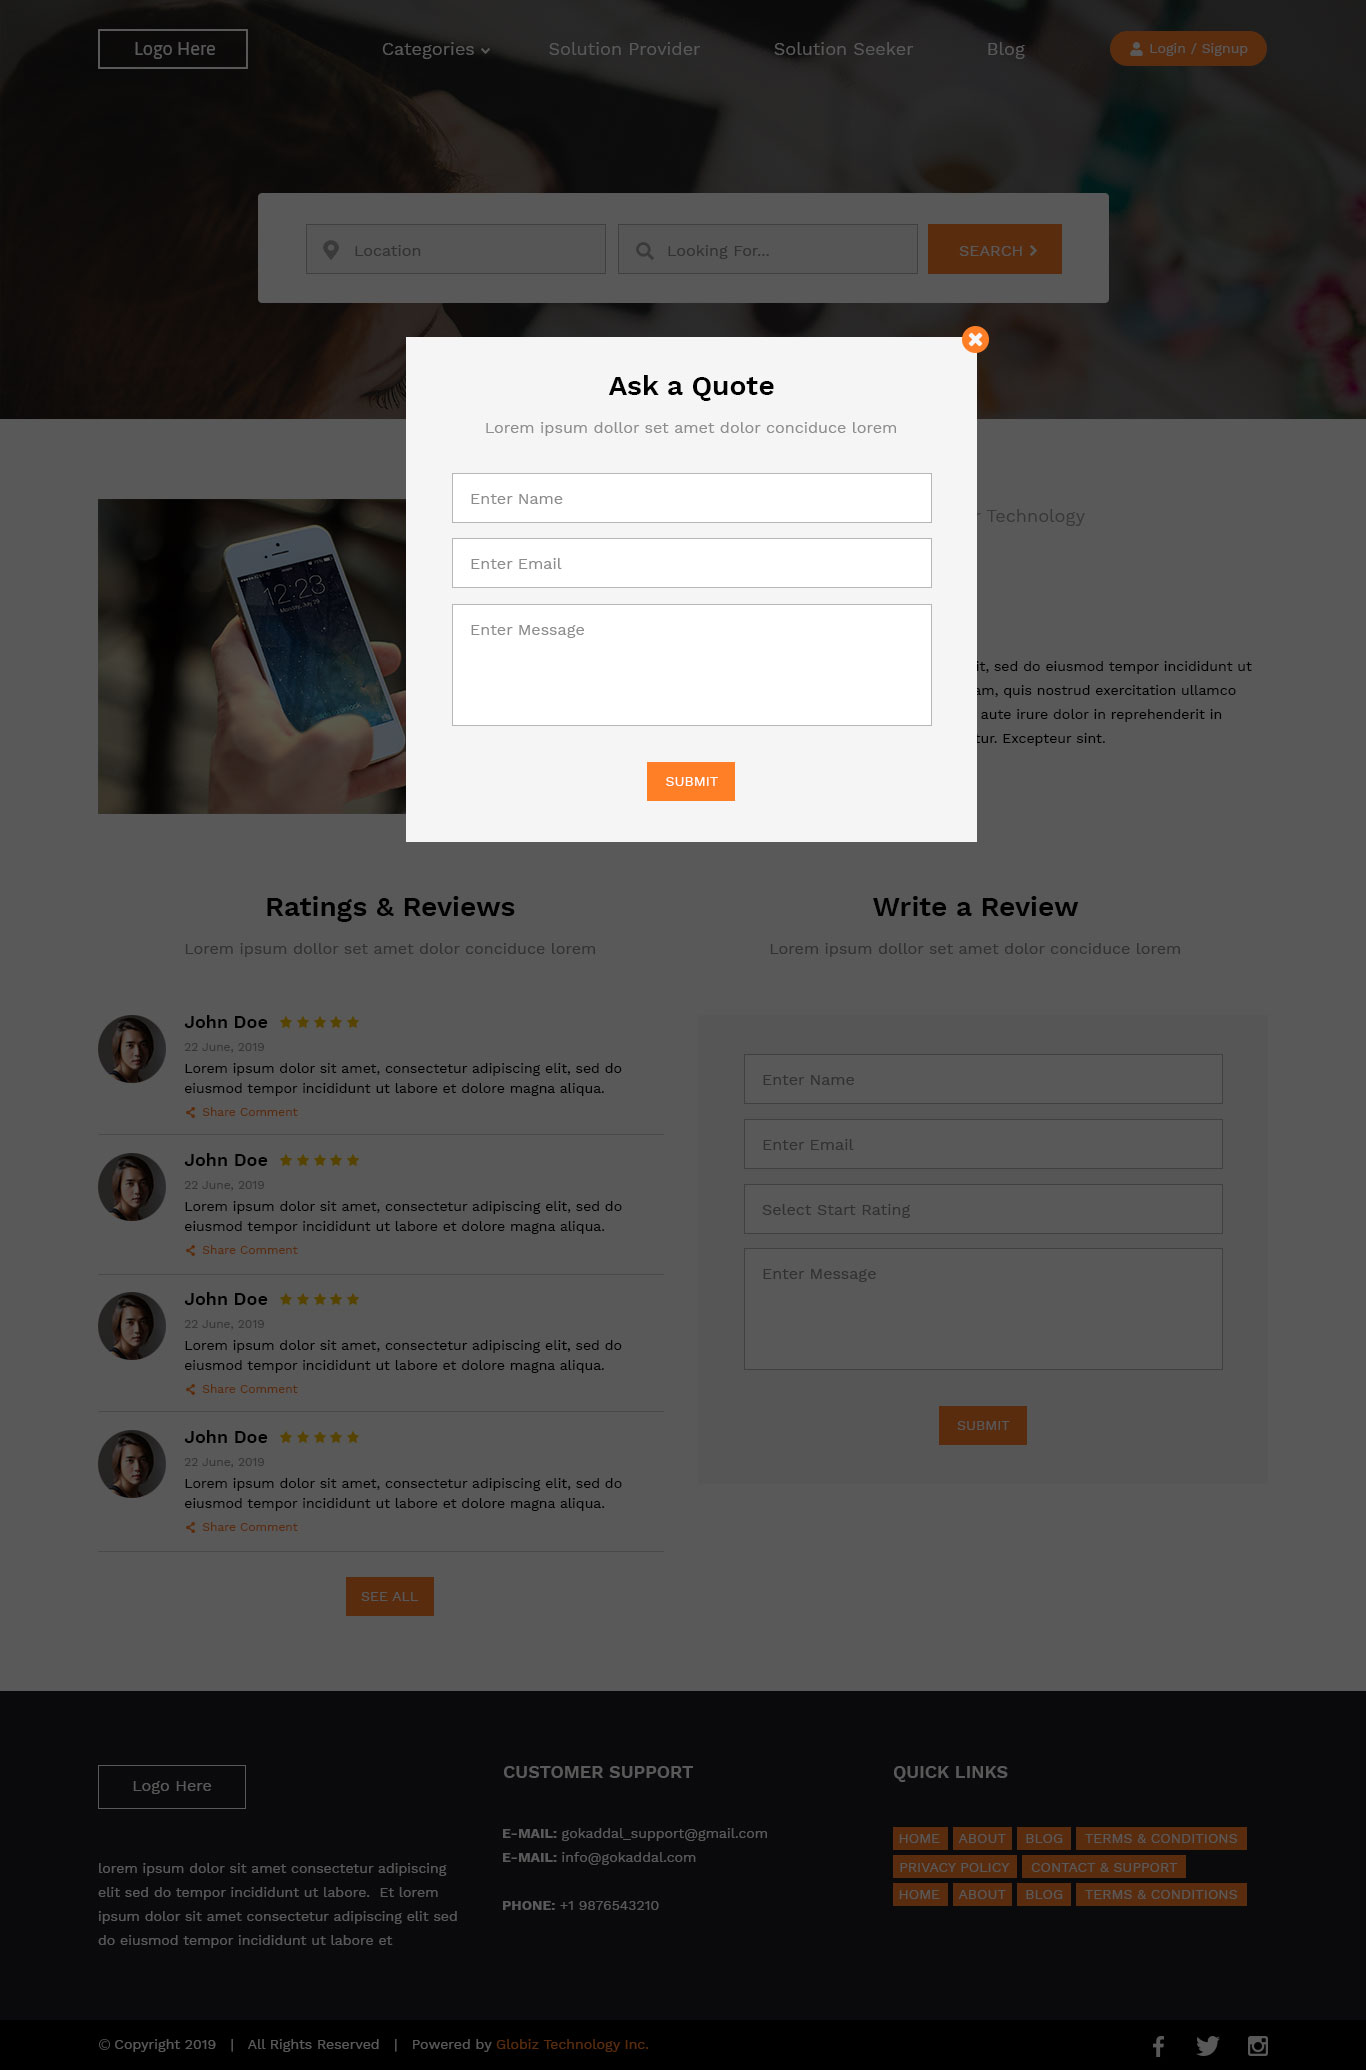 Logo Here
Categories
Solution Provider
Solution Seeker
Blog
Login / Signup
Location
Looking For...
SEARCH
Ask a Quote
Lorem ipsum dollor set amet dolor conciduce lorem
Enter Name
Enter Email
Enter Message
SUBMIT
12:23
Technology
it, sed do eiusmod tempor incididunt ut
am, quis nostrud exercitation ullamco
aute irure dolor in reprehenderit in
tur. Excepteur sint.
Ratings & Reviews
Lorem ipsum dollor set amet dolor conciduce lorem
John Doe
22 June, 2019
Lorem ipsum dolor sit amet, consectetur adipiscing elit, sed do
eiusmod tempor incididunt ut labore et dolore magna aliqua.
Share Comment
John Doe
22 June, 2019
Lorem ipsum dolor sit amet, consectetur adipiscing elit, sed do
eiusmod tempor incididunt ut labore et dolore magna aliqua.
Share Comment
John Doe
22 June, 2019
Lorem ipsum dolor sit amet, consectetur adipiscing elit, sed do
eiusmod tempor incididunt ut labore et dolore magna aliqua.
Share Comment
John Doe
22 June, 2019
Lorem ipsum dolor sit amet, consectetur adipiscing elit, sed do
eiusmod tempor incididunt ut labore et dolore magna aliqua.
Share Comment
SEE ALL
Write a Review
Lorem ipsum dollor set amet dolor conciduce lorem
Enter Name
Enter Email
Select Start Rating
Enter Message
SUBMIT
Logo Here
lorem ipsum dolor sit amet consectetur adipiscing
elit sed do tempor incididunt ut labore. Et lorem
ipsum dolor sit amet consectetur adipiscing elit sed
do eiusmod tempor incididunt ut labore et
CUSTOMER SUPPORT
E-MAIL: gokaddal_support@gmail.com
E-MAIL: info@gokaddal.com
PHONE: +1 9876543210
QUICK LINKS
HOME ABOUT BLOG TERMS & CONDITIONS
PRIVACY POLICY CONTACT & SUPPORT
HOME ABOUT BLOG TERMS & CONDITIONS
© Copyright 2019 | All Rights Reserved | Powered by Globiz Technology Inc.